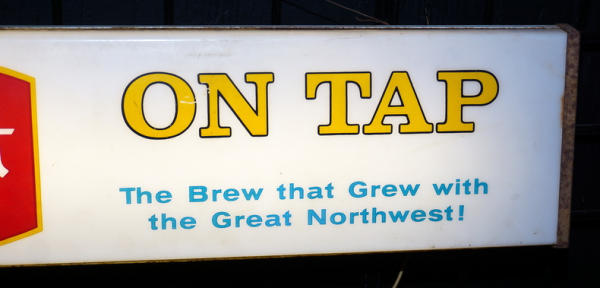 ON TAP
The Brew that Grew with
the Great Northwest!